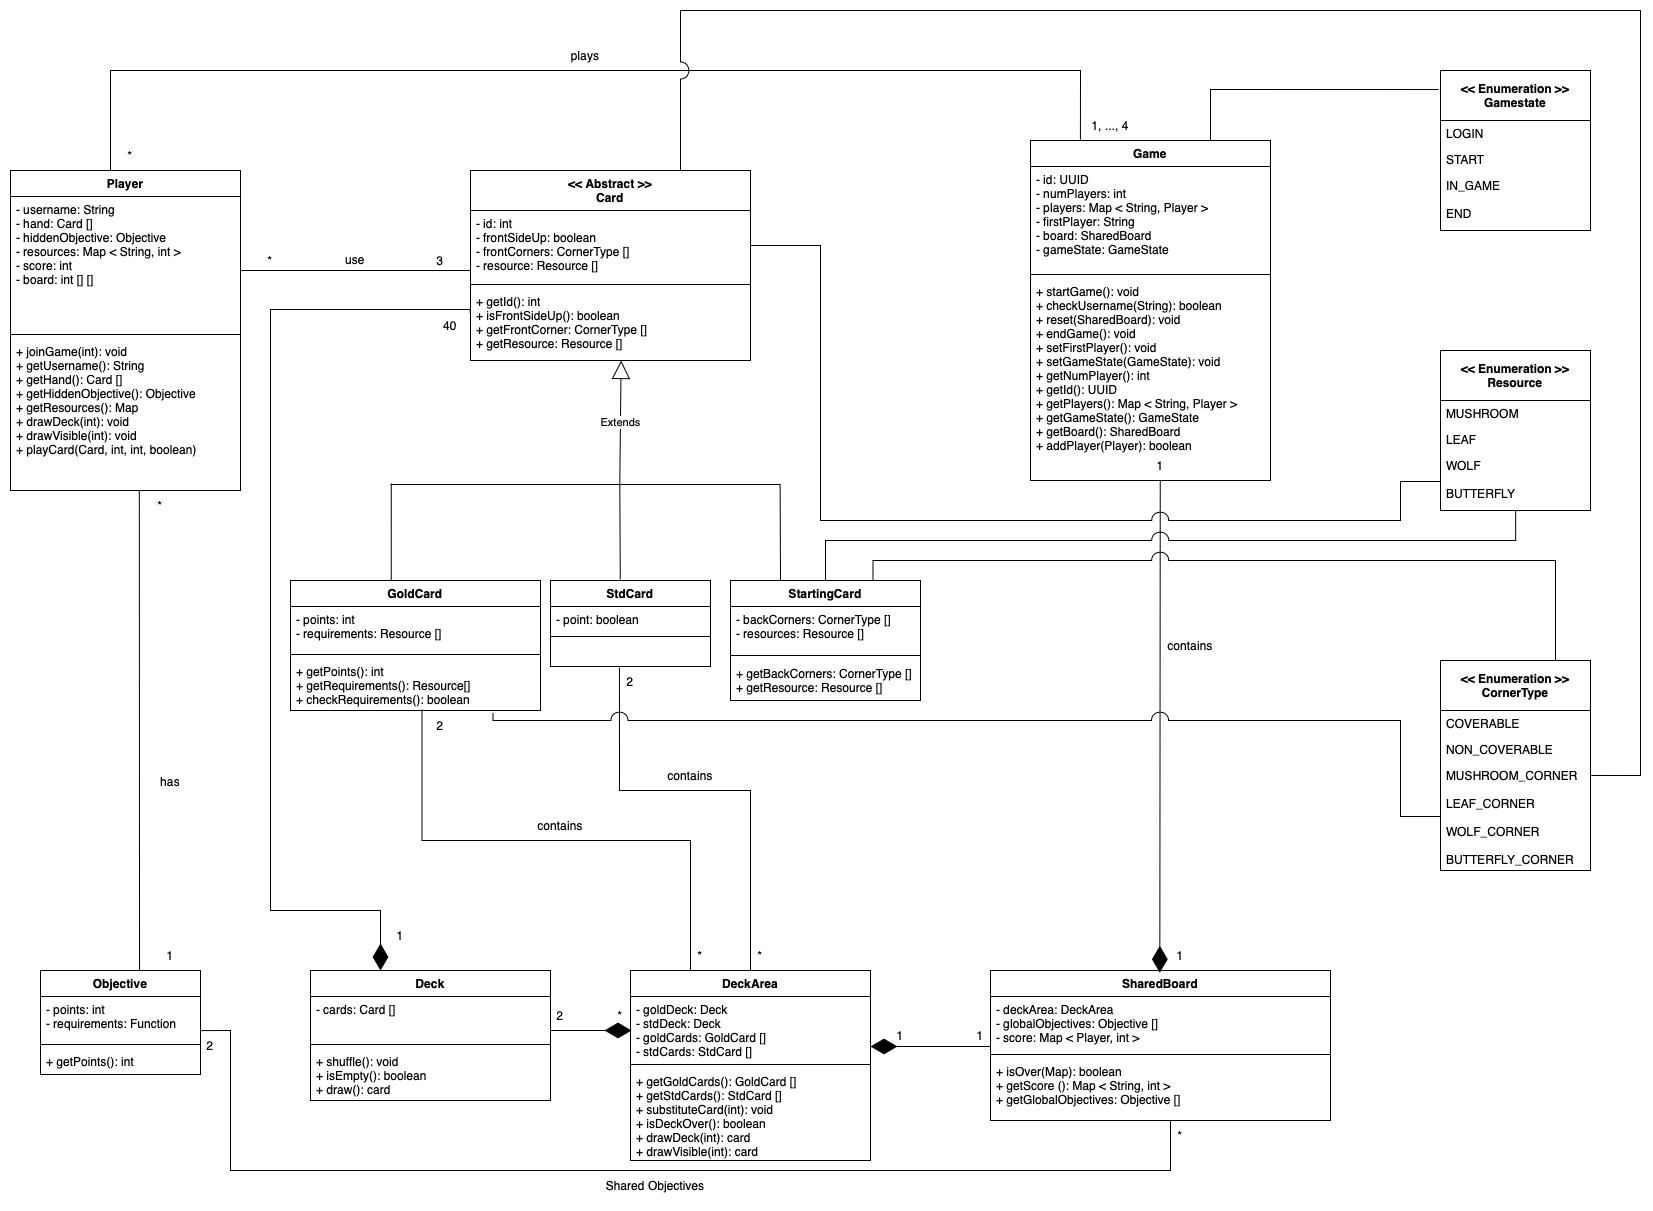 plays
1, ..., 4
*
<< Enumeration >>
Gamestate
LOGIN
START
IN_GAME
END
Player
- username: String
- hand: Card []
- hiddenObjective: Objective
- resources: Map < String, int >
- score: int
- board: int [] []
+ joinGame(int): void
+ getUsername(): String
+ getHand(): Card []
+ getHiddenObjective(): Objective
+ getResources(): Map
+ drawDeck(int): void
+ drawVisible(int): void
+ playCard(Card, int, int, boolean)
*
use
3
40
<< Abstract >>
Card
- id: int
- frontSideUp: boolean
- frontCorners: CornerType []
- resource: Resource []
+ getId(): int
+ isFrontSideUp(): boolean
+ getFrontCorner: CornerType []
+ getResource: Resource []
Extends
Game
- id: UUID
- numPlayers: int
- players: Map < String, Player >
- firstPlayer: String
- board: SharedBoard
- gameState: GameState
+ startGame(): void
+ checkUsername(String): boolean
+ reset(SharedBoard): void
+ endGame(): void
+ setFirstPlayer(): void
+ setGameState(GameState): void
+ getNumPlayer(): int
+ getId(): UUID
+ getPlayers(): Map < String, Player >
+ getGameState(): GameState
+ getBoard(): SharedBoard
+ addPlayer(Player): boolean
1
<< Enumeration >>
Resource
MUSHROOM
LEAF
WOLF
BUTTERFLY
*
GoldCard
- points: int
- requirements: Resource []
+ getPoints(): int
+ getRequirements(): Resource[]
+ checkRequirements(): boolean
2
StdCard
- point: boolean
2
StartingCard
- backCorners: CornerType []
- resources: Resource []
+ getBackCorners: CornerType []
+ getResource: Resource []
contains
<< Enumeration >>
CornerType
COVERABLE
NON_COVERABLE
MUSHROOM_CORNER
LEAF_CORNER
WOLF_CORNER
BUTTERFLY_CORNER
has
contains
contains
1
1
*
*
1
Objective
- points: int
- requirements: Function
+ getPoints(): int
2
Deck
- cards: Card []
+ shuffle(): void
+ isEmpty(): boolean
+ draw(): card
2
*
DeckArea
- goldDeck: Deck
- stdDeck: Deck
- goldCards: GoldCard []
- stdCards: StdCard []
+ getGoldCards(): GoldCard []
+ getStdCards(): StdCard []
+ substituteCard(int): void
+ isDeckOver(): boolean
+ drawDeck(int): card
+ drawVisible(int): card
1
1
SharedBoard
- deckArea: DeckArea
- globalObjectives: Objective []
- score: Map < Player, int >
+ isOver(Map): boolean
+ getScore (): Map < String, int >
+ getGlobalObjectives: Objective []
*
Shared Objectives